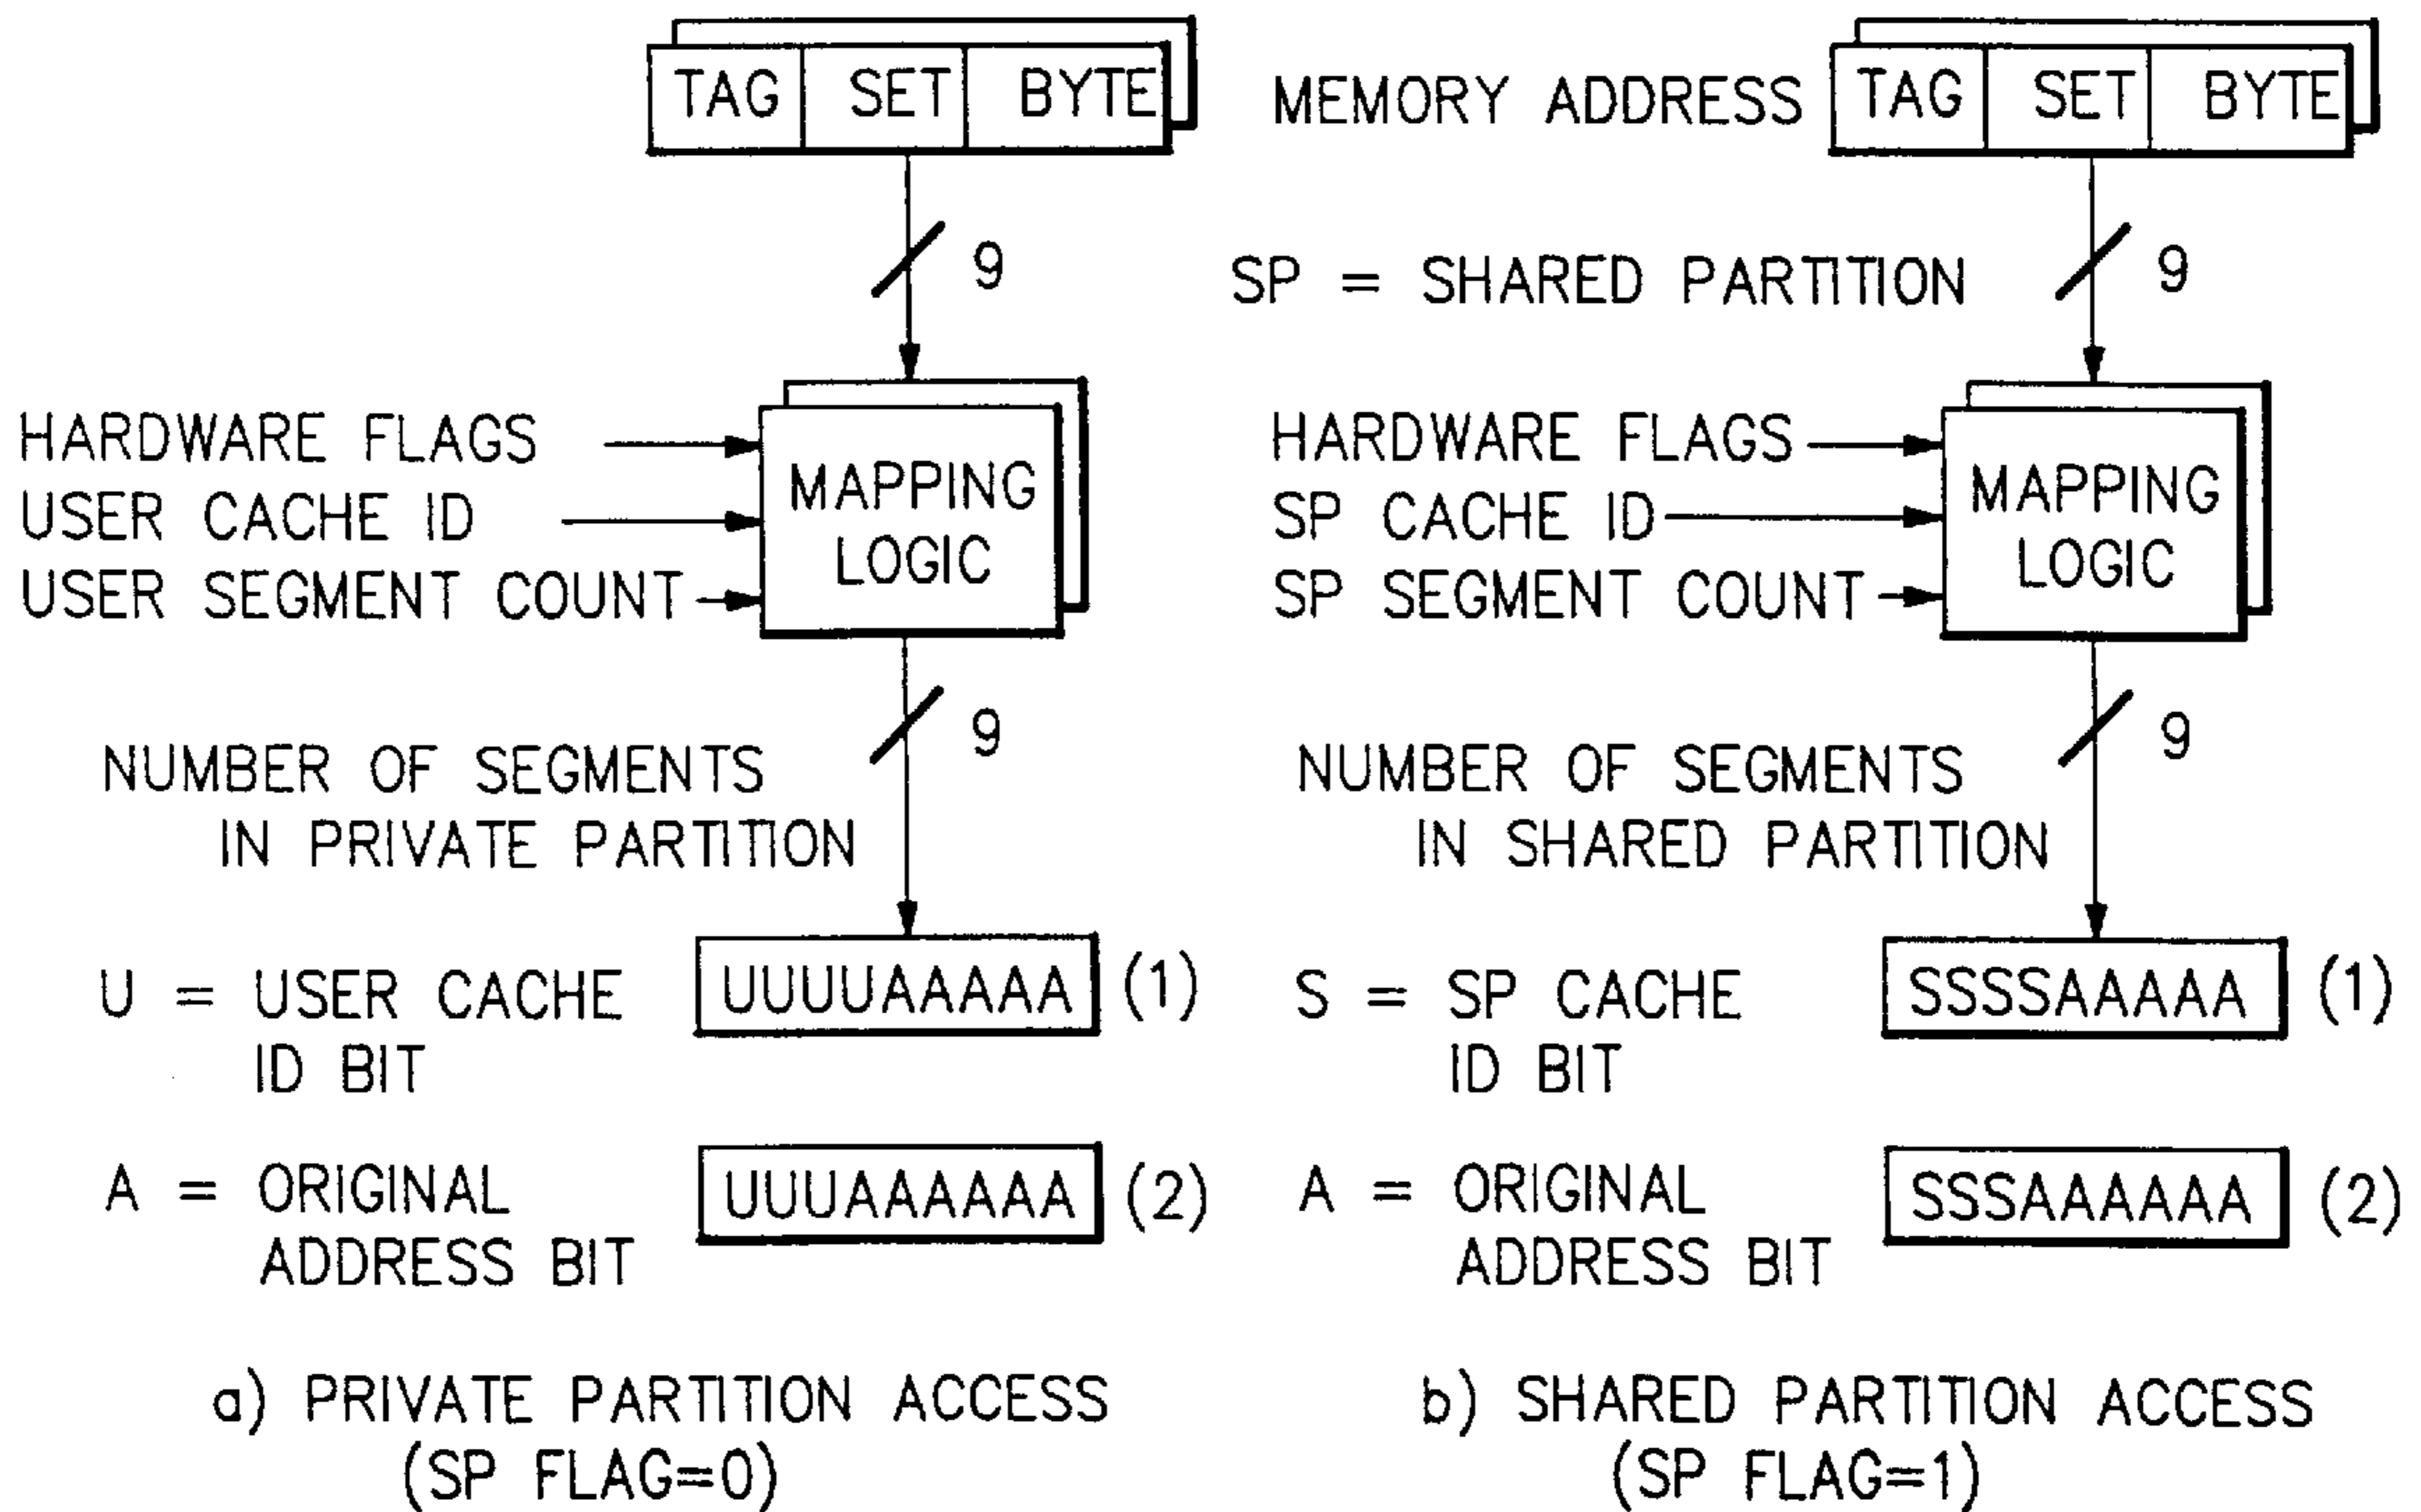 TAG SET BYTE
9
HARDWARE FLAGS
USER CACHE ID
USER SEGMENT COUNT
MAPPING
LOGIC
9
NUMBER OF SEGMENTS
IN PRIVATE PARTITION
U = USER CACHE
ID BIT
UUUUAAAAA (1)
A = ORIGINAL
ADDRESS BIT
UUUAAAAAA (2)
a) PRIVATE PARTITION ACCESS
(SP FLAG=0)
MEMORY ADDRESS TAG SET BYTE
SP = SHARED PARTITION
9
HARDWARE FLAGS
SP CACHE ID
SP SEGMENT COUNT
MAPPING
LOGIC
9
NUMBER OF SEGMENTS
IN SHARED PARTITION
S = SP CACHE
ID BIT
SSSSAAAAA (1)
A = ORIGINAL
ADDRESS BIT
SSSAAAAAA (2)
b) SHARED PARTITION ACCESS
(SP FLAG=1)